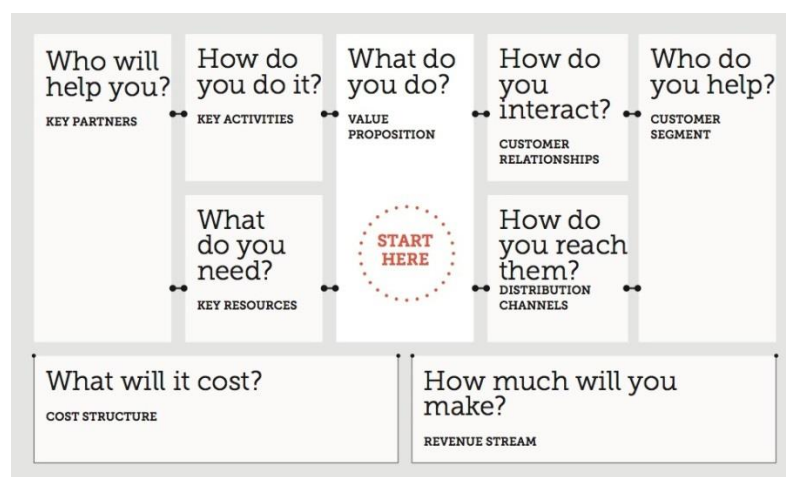 Who will
help you?
KEY PARTNERS
How do
you do it?
KEY ACTIVITIES
What
do you
need?
KEY RESOURCES
What do
you do?
VALUE
PROPOSITION
START
HERE
How do
you
interact?
CUSTOMER
RELATIONSHIPS
How do
you reach
them?
DISTRIBUTION
CHANNELS
Who do
you help?
CUSTOMER
SEGMENT
What will it cost?
COST STRUCTURE
How much will you
make?
REVENUE STREAM